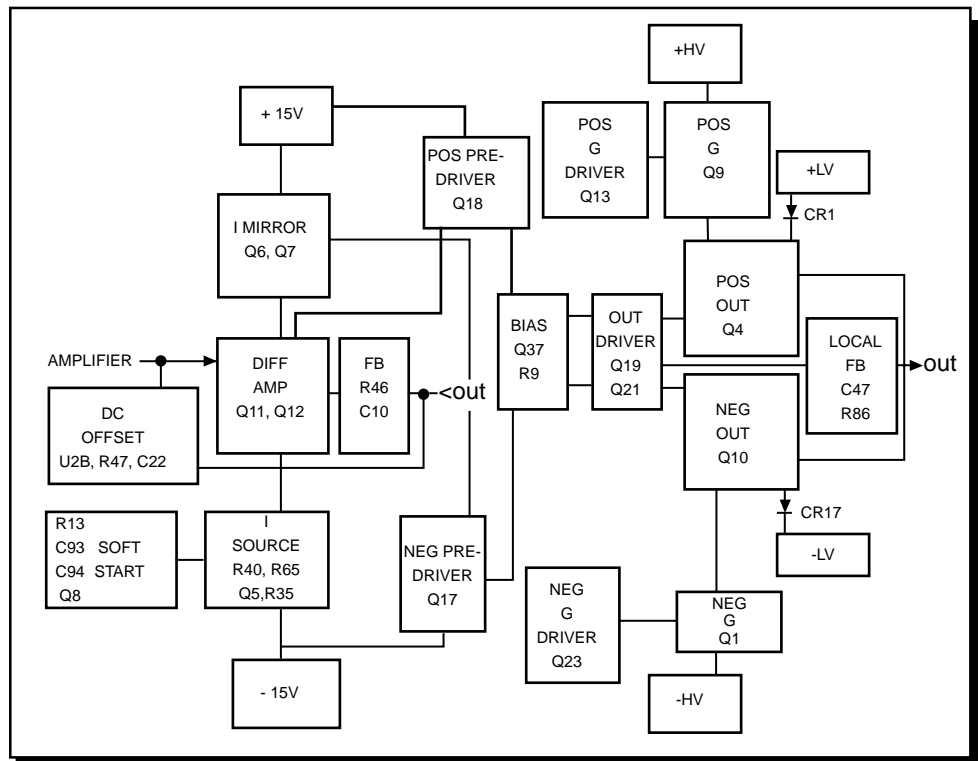 +HV
+ 15V
POS
G
DRIVER
Q13
POS
G
Q9
POS PRE-
DRIVER
Q18
+LV
CR1
I MIRROR
Q6, Q7
POS
OUT
Q4
BIAS
Q37
R9
OUT
DRIVER
Q19
Q21
LOCAL
FB
C47
R86
out
AMPLIFIER
DIFF
AMP
Q11, Q12
FB
R46
C10
<out
DC
OFFSET
U2B, R47, C22
NEG
OUT
Q10
CR17
-LV
R13
C93 SOFT
C94 START
Q8
I
SOURCE
R40, R65
Q5,R35
NEG PRE-
DRIVER
Q17
NEG
G
DRIVER
Q23
NEG
G
Q1
- 15V
-HV